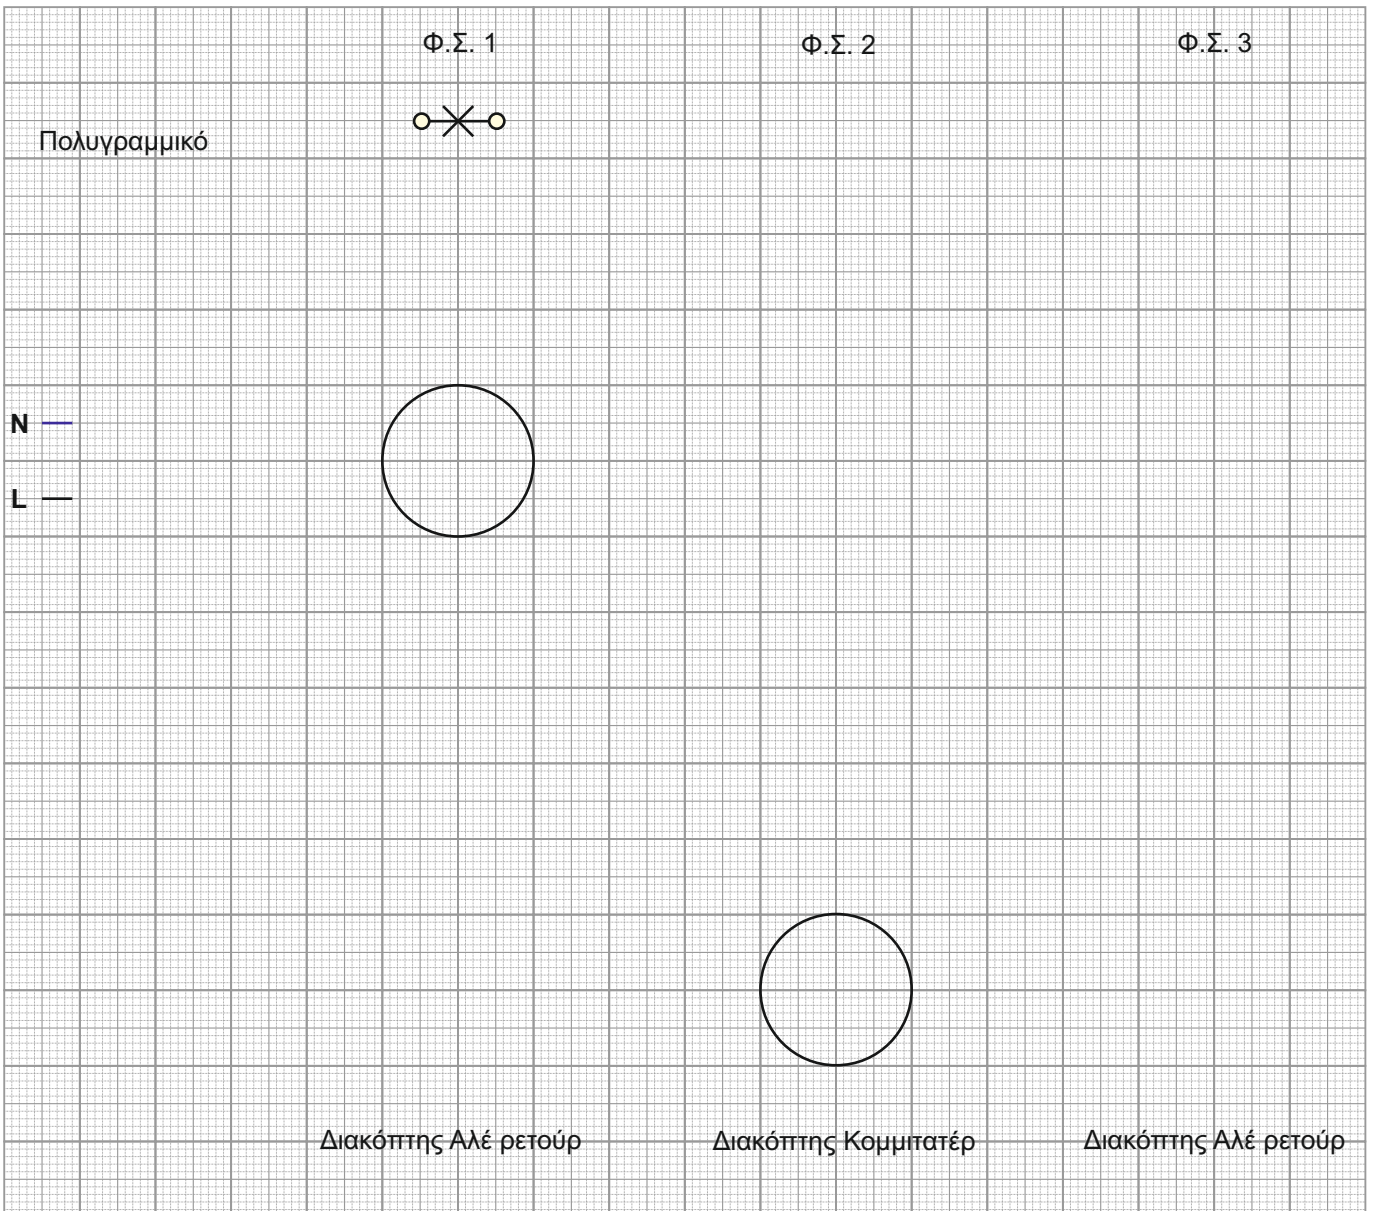 Φ.Σ. 1
Φ.Σ. 2
Φ.Σ. 3
Πολυγραμμικό
N
L
Διακόπτης Αλέ ρετούρ
Διακόπτης Κομμιτατέρ
Διακόπτης Αλέ ρετούρ